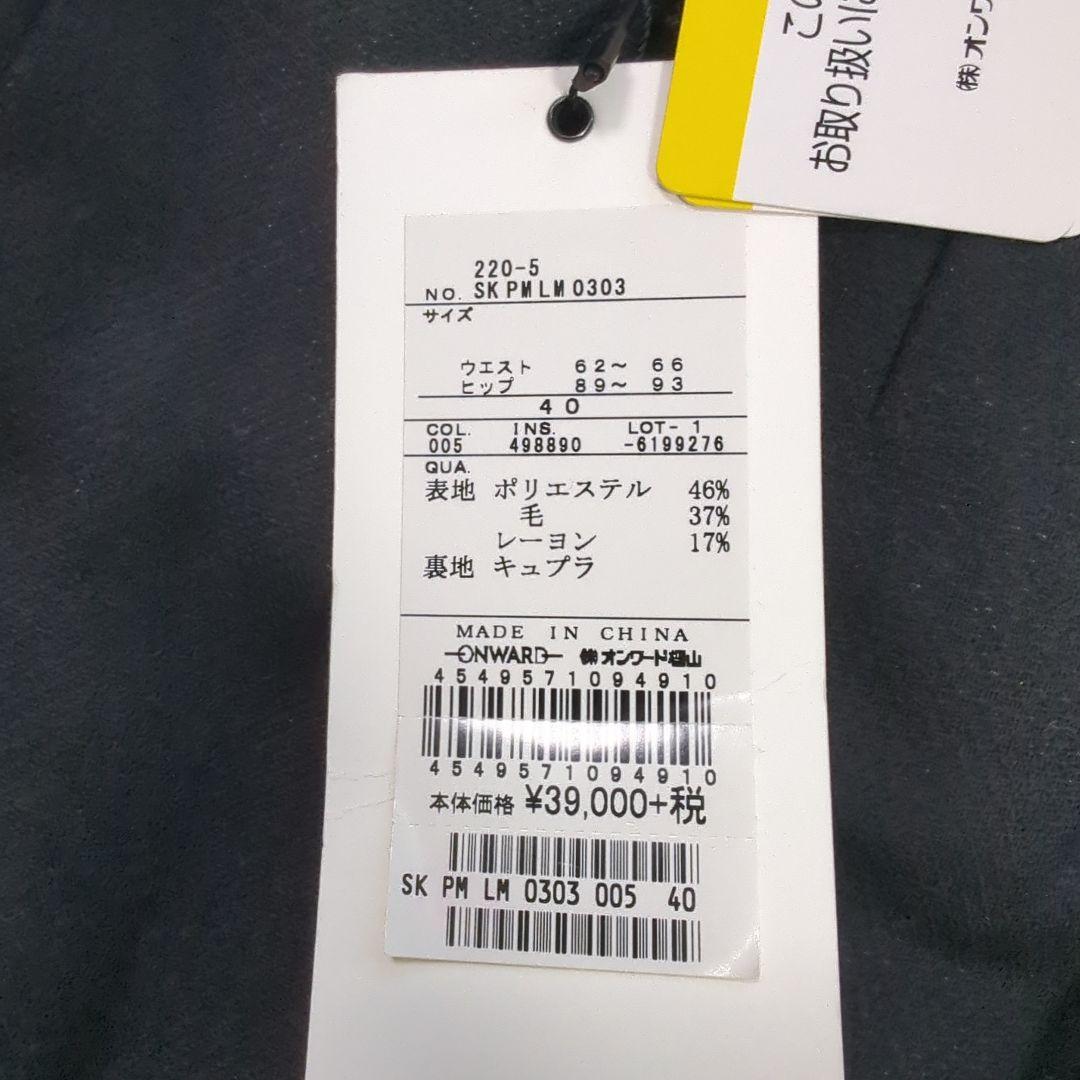 この
お取り扱いに
㈱オンワ
220-5
NO. SKPMLM0303
サイズ
ウエスト 62～ 66
ヒップ 89～ 93
40
COL. INS. LOT- 1
005 498890 -6199276
QUA.
表地 ポリエステル 46%
毛 37%
レーヨン 17%
裏地 キュプラ
MADE IN CHINA
ONWARD ㈱オンワード樫山
4549571094910
4549571094910
本体価格 ¥39,000+税
SK PM LM 0303 005 40